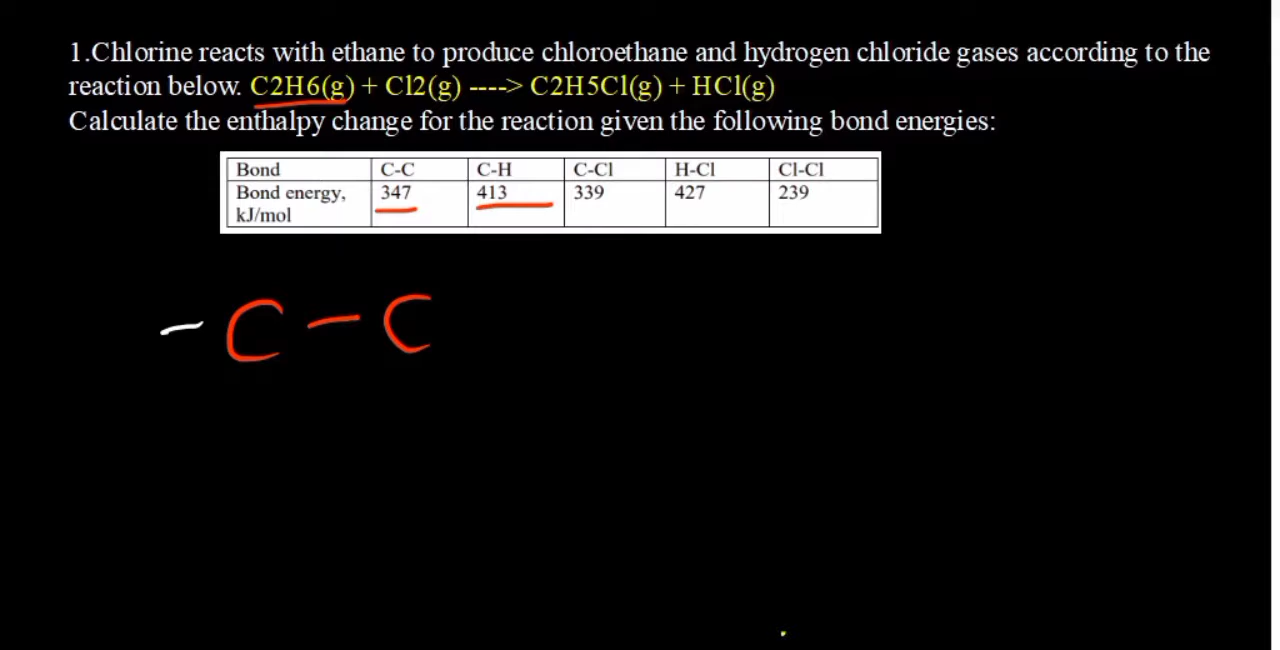 1.Chlorine reacts with ethane to produce chloroethane and hydrogen chloride gases according to the
reaction below. C2H6(g) + Cl2(g) ----> C2H5Cl(g) + HCl(g)
Calculate the enthalpy change for the reaction given the following bond energies:
Bond C-C C-H C-Cl H-Cl Cl-Cl
Bond energy, 347 413 339 427 239
kJ/mol
- C - C